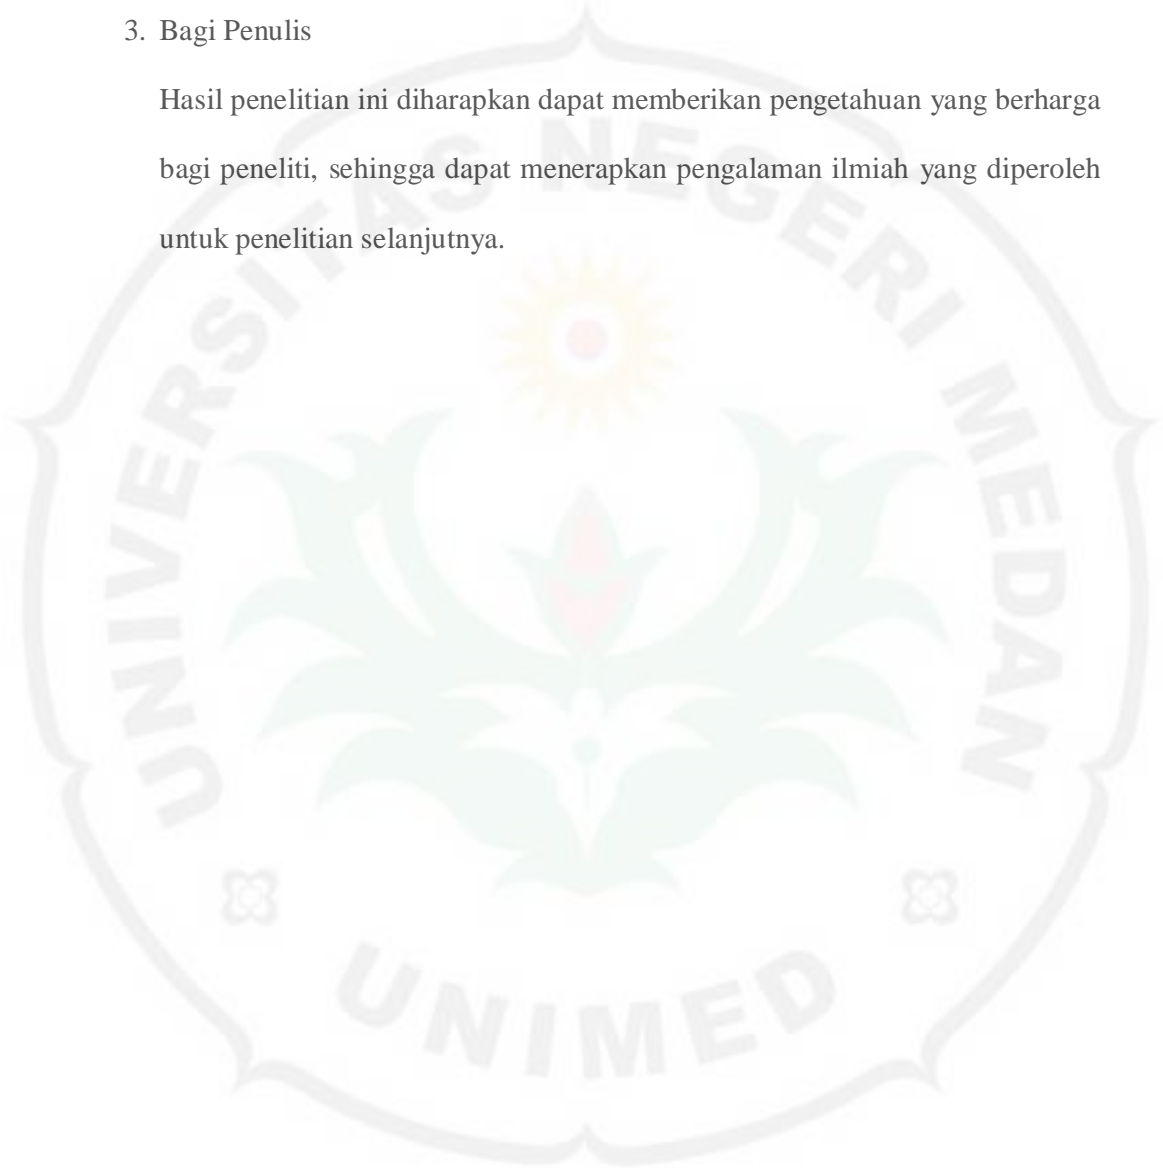 3. Bagi Penulis
Hasil penelitian ini diharapkan dapat memberikan pengetahuan yang berharga
bagi peneliti, sehingga dapat menerapkan pengalaman ilmiah yang diperoleh
untuk penelitian selanjutnya.
UNIVERSITAS NEGERI MEDAN
UNIMED